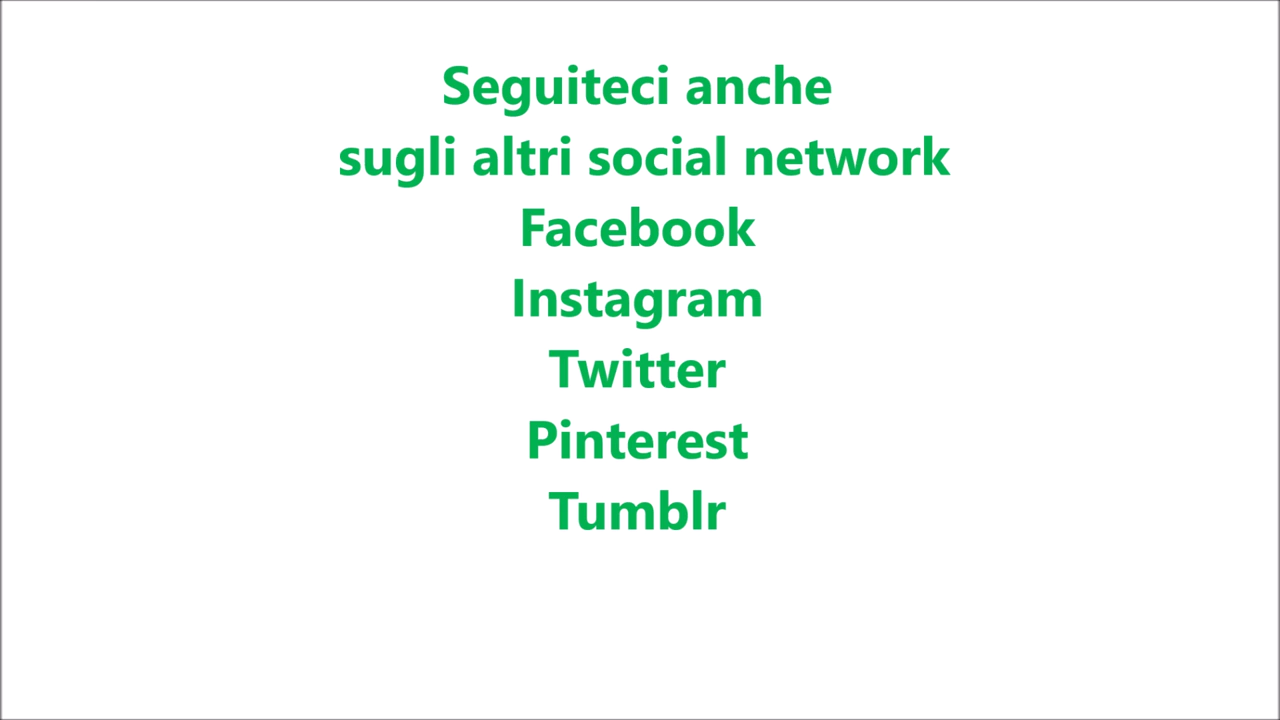 Seguiteci anche
sugli altri social network
Facebook
Instagram
Twitter
Pinterest
Tumblr